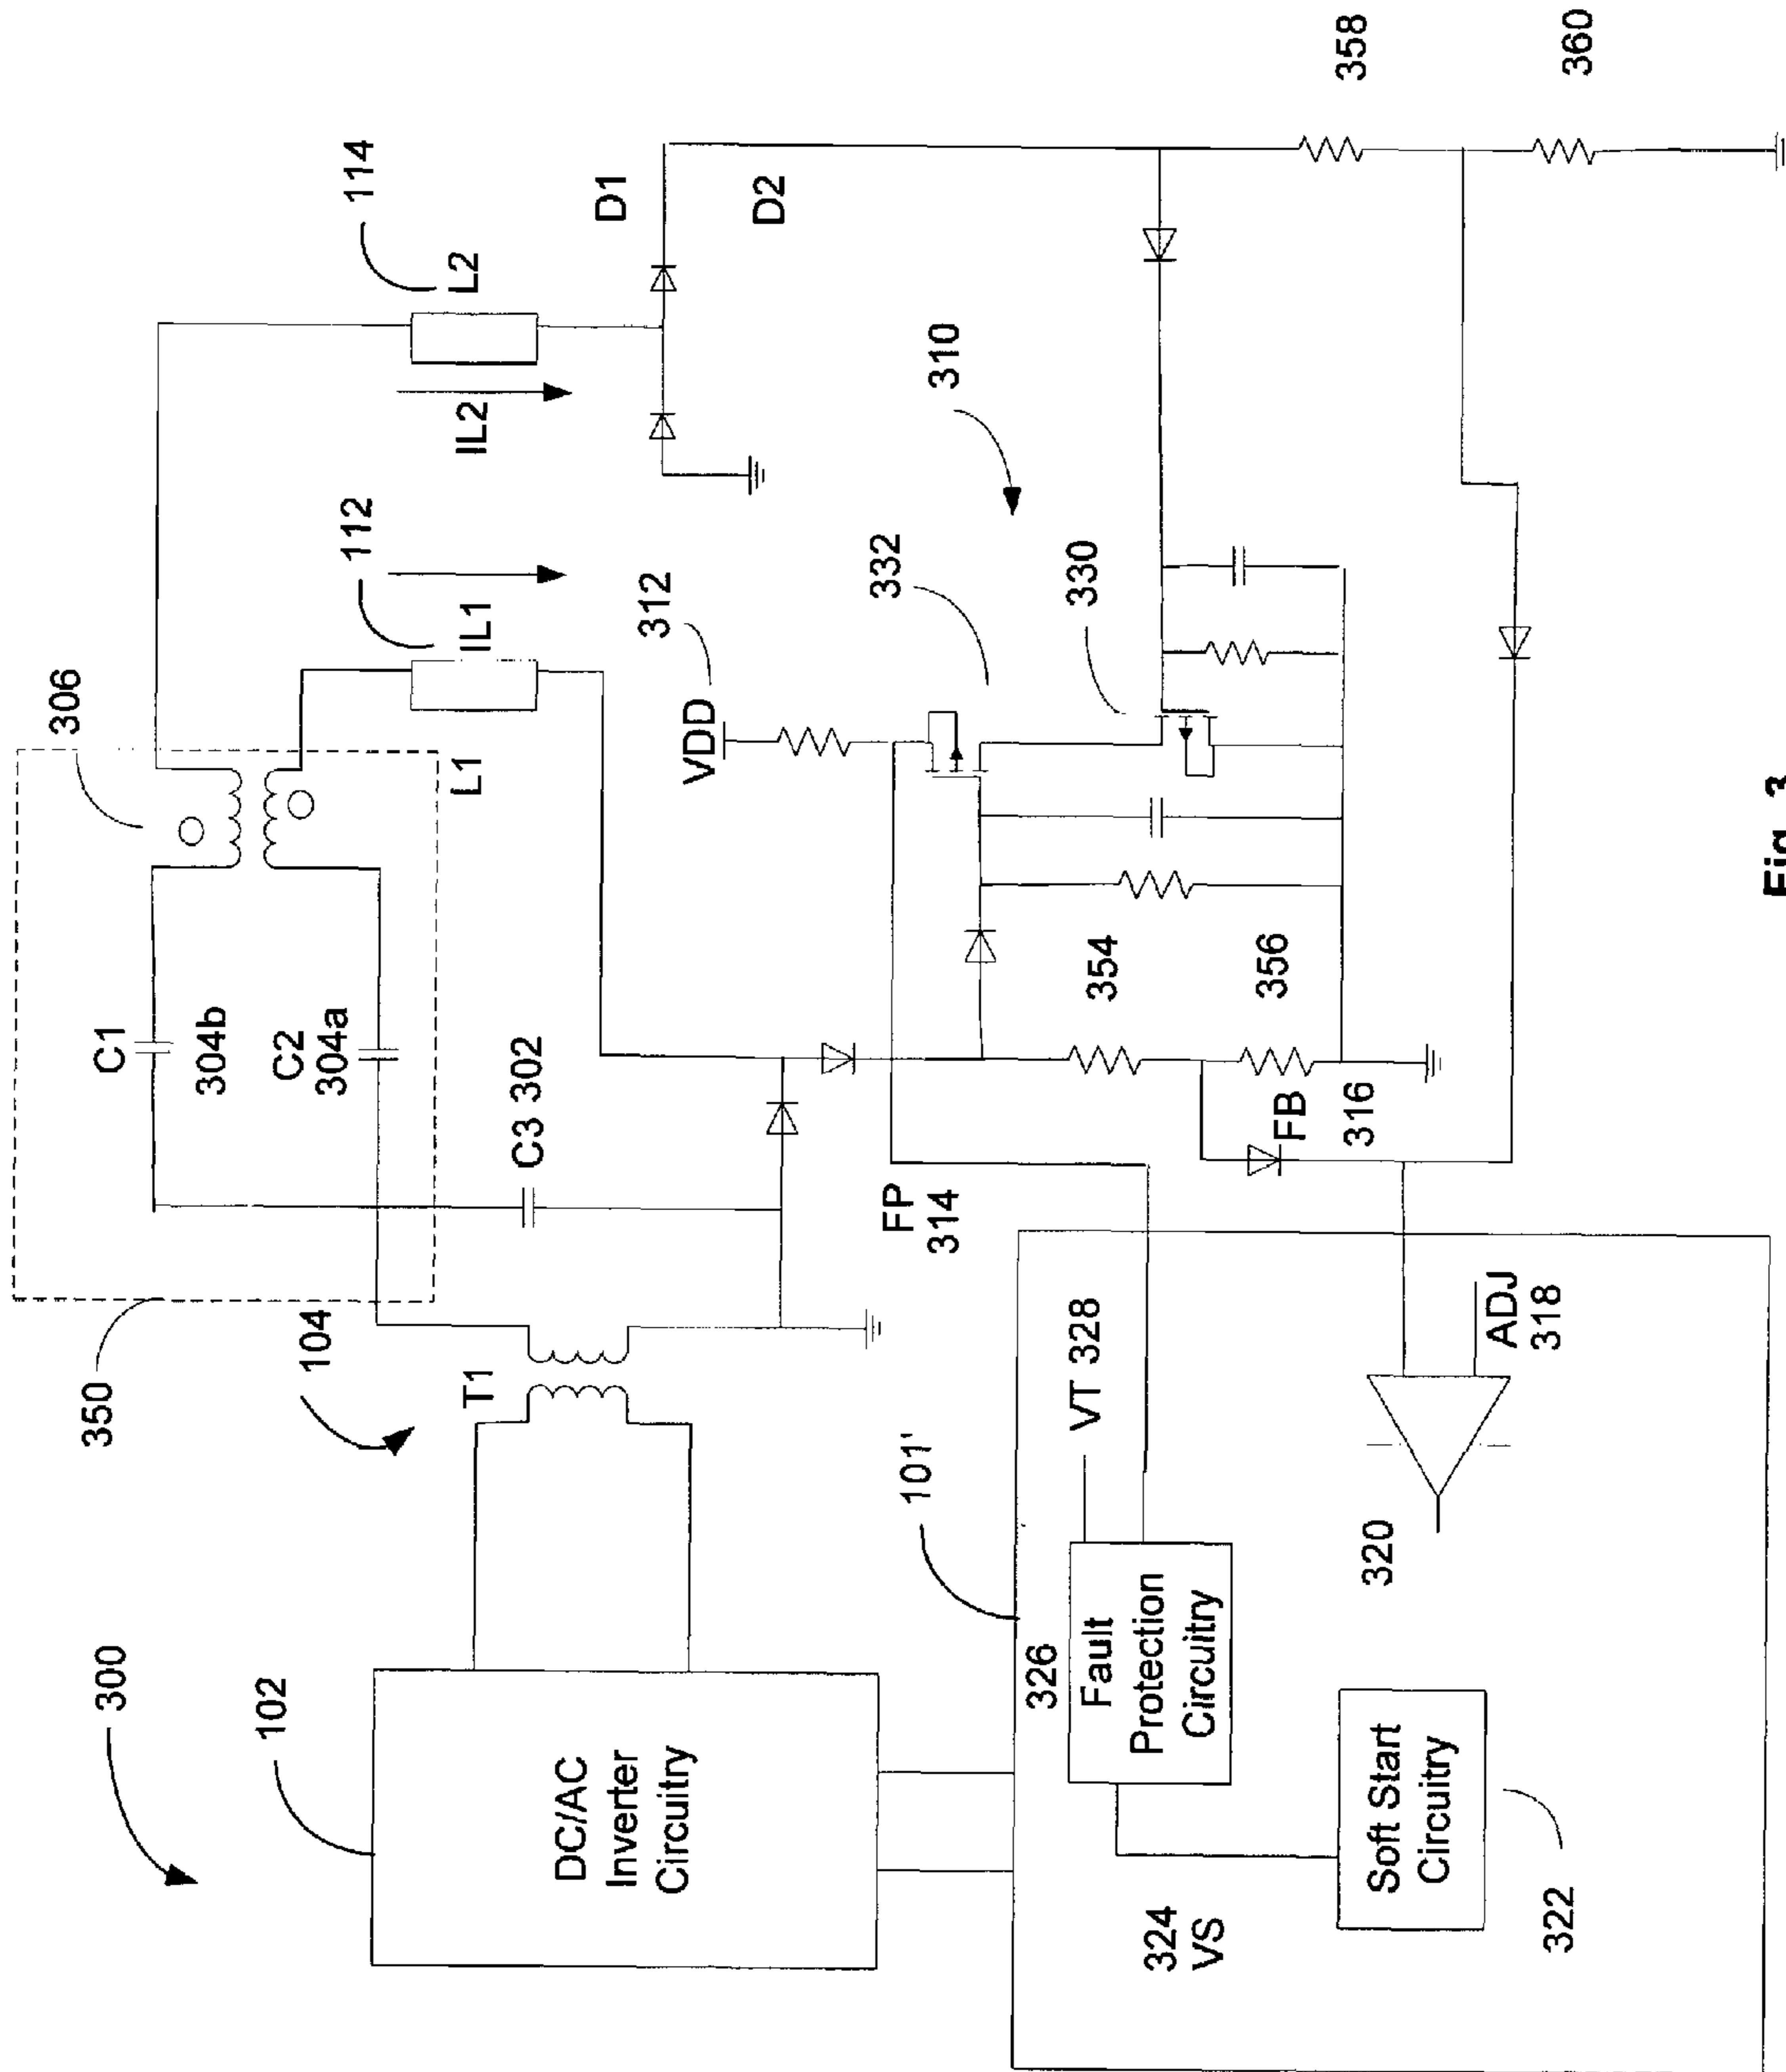 300
102
DC/AC
Inverter
Circuitry
104
T1
350
C1
304b
C2
304a
306
C3 302
L1
112
IL1
114
L2
IL2
D1
D2
VDD
312
332
310
330
354
356
358
360
FP
314
FB
316
101'
VT 328
326
Fault
Protection
Circuitry
ADJ
318
320
324
VS
Soft Start
Circuitry
322
Fig. 3